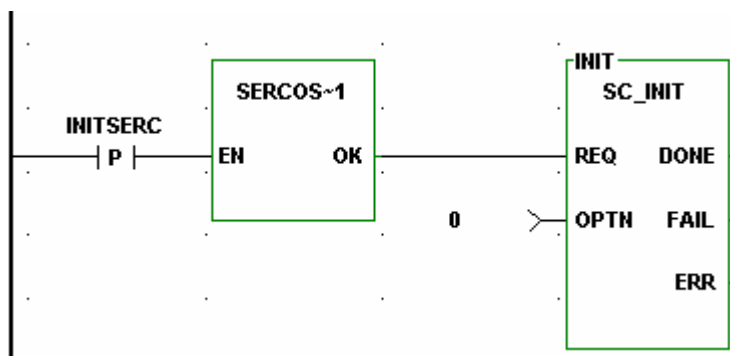 INIT
SERCOS~1
SC_INIT
INITSERC
P
EN OK
REQ DONE
0
OPTN FAIL
ERR